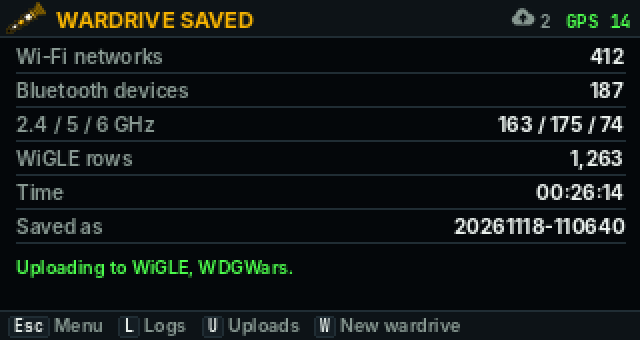 WARDRIVE SAVED 2 GPS 14
Wi-Fi networks 412
Bluetooth devices 187
2.4 / 5 / 6 GHz 163 / 175 / 74
WiGLE rows 1,263
Time 00:26:14
Saved as 20261118-110640
Uploading to WiGLE, WDGWars.
Esc Menu L Logs U Uploads W New wardrive